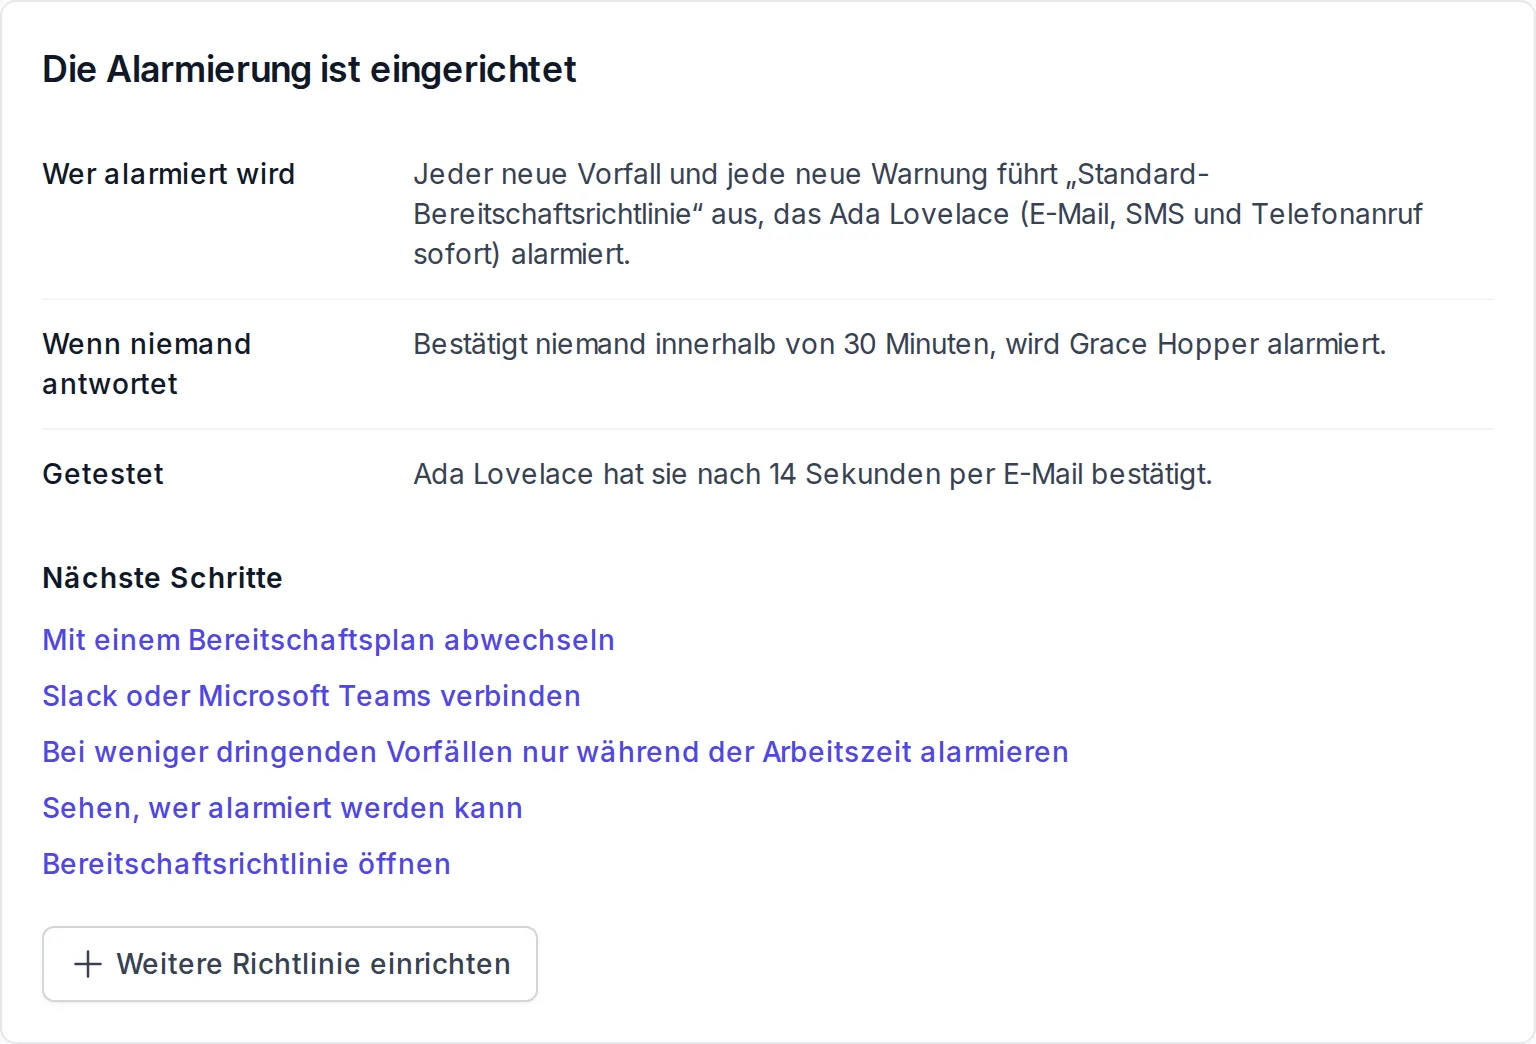 Die Alarmierung ist eingerichtet
Wer alarmiert wird
Jeder neue Vorfall und jede neue Warnung führt „Standard-
Bereitschaftsrichtlinie“ aus, das Ada Lovelace (E-Mail, SMS und Telefonanruf
sofort) alarmiert.
Wenn niemand
antwortet
Bestätigt niemand innerhalb von 30 Minuten, wird Grace Hopper alarmiert.
Getestet
Ada Lovelace hat sie nach 14 Sekunden per E-Mail bestätigt.
Nächste Schritte
Mit einem Bereitschaftsplan abwechseln
Slack oder Microsoft Teams verbinden
Bei weniger dringenden Vorfällen nur während der Arbeitszeit alarmieren
Sehen, wer alarmiert werden kann
Bereitschaftsrichtlinie öffnen
Weitere Richtlinie einrichten